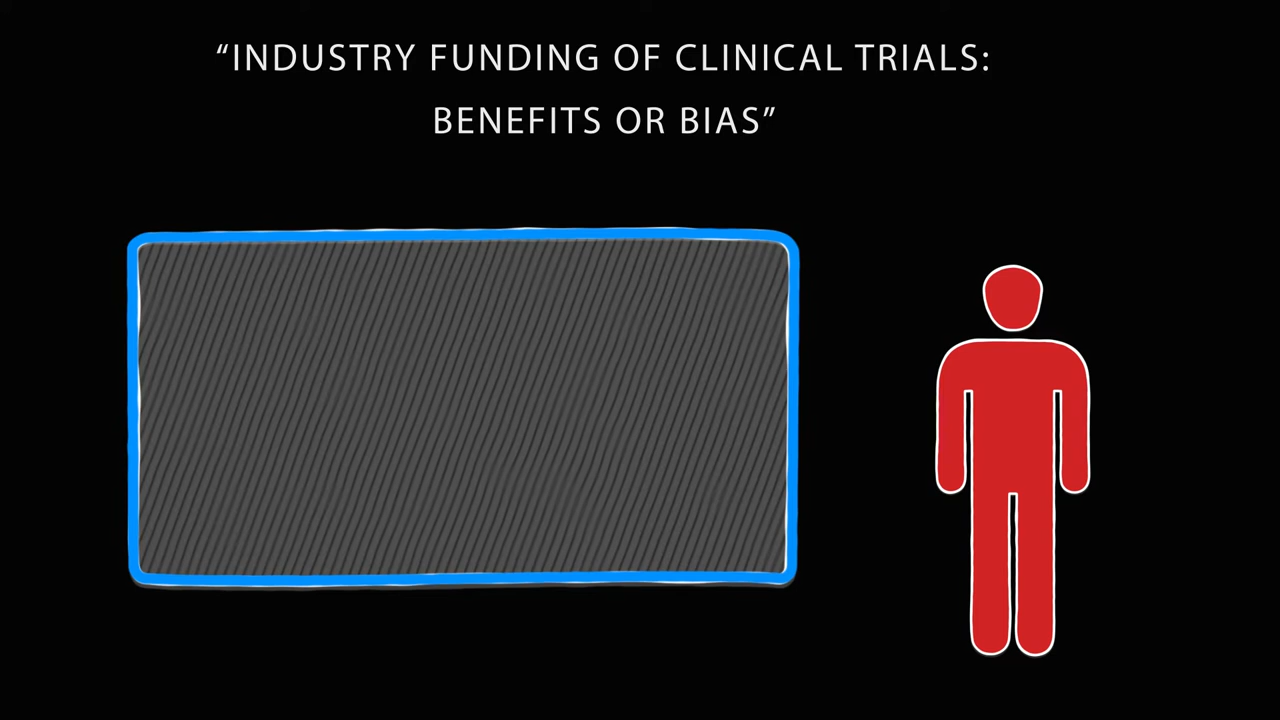 “INDUSTRY FUNDING OF CLINICAL TRIALS:
BENEFITS OR BIAS”